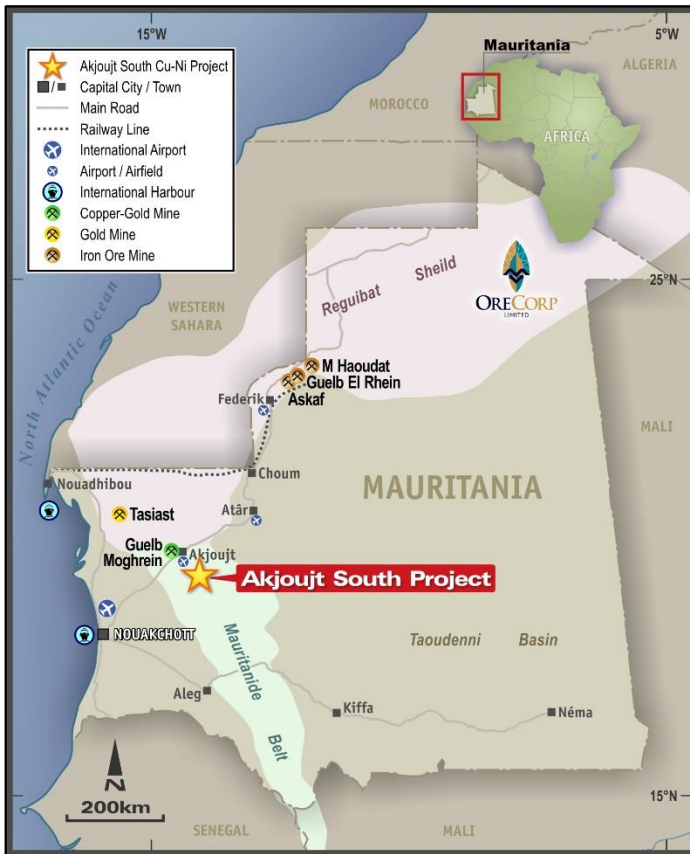 15°W
5°W
Akjoujt South Cu-Ni Project
Capital City / Town
Main Road
Railway Line
International Airport
Airport / Airfield
International Harbour
Copper-Gold Mine
Gold Mine
Iron Ore Mine
Mauritania
ALGERIA
MOROCCO
AFRICA
North Atlantic Ocean
WESTERN
SAHARA
Reguibat Sheild
ORECORP
LIMITED
25°N
M Haoudat
Guelb El Rhein
Askaf
Federik
MALI
Choum
Nouadhibou
MAURITANIA
Atâr
Tasiast
Guelb
Moghrein
Akjoujt
Akjoujt South Project
NOUAKCHOTT
Mauritanide
Belt
Taoudenni Basin
Aleg
Kiffa
Néma
N
200km
15°N
SENEGAL
MALI